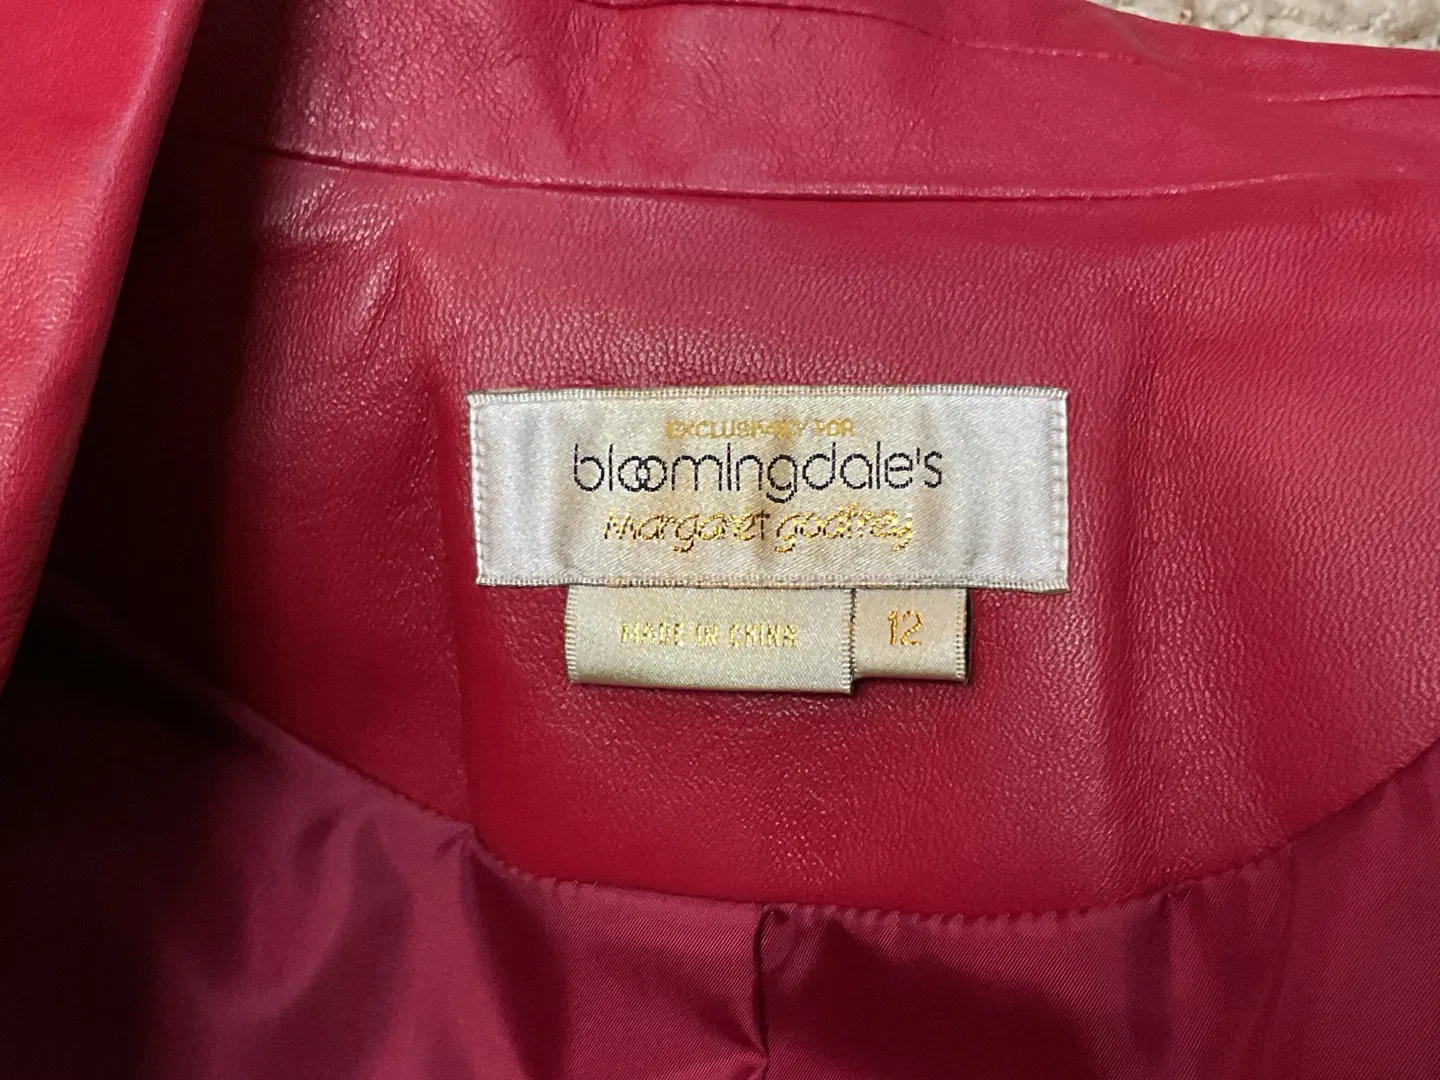 EXCLUSIVELY FOR
bloomingdale's
Margaret godfrey
MADE IN CHINA
12